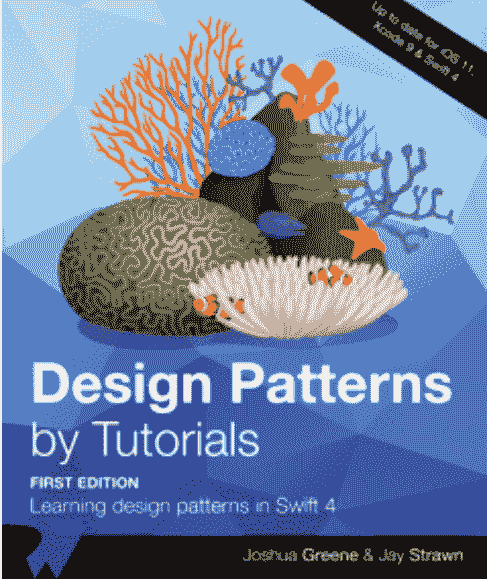 Up to date for iOS 11,
Xcode 9 & Swift 4
Design Patterns
by Tutorials
FIRST EDITION
Learning design patterns in Swift 4
Joshua Greene & Jay Strawn